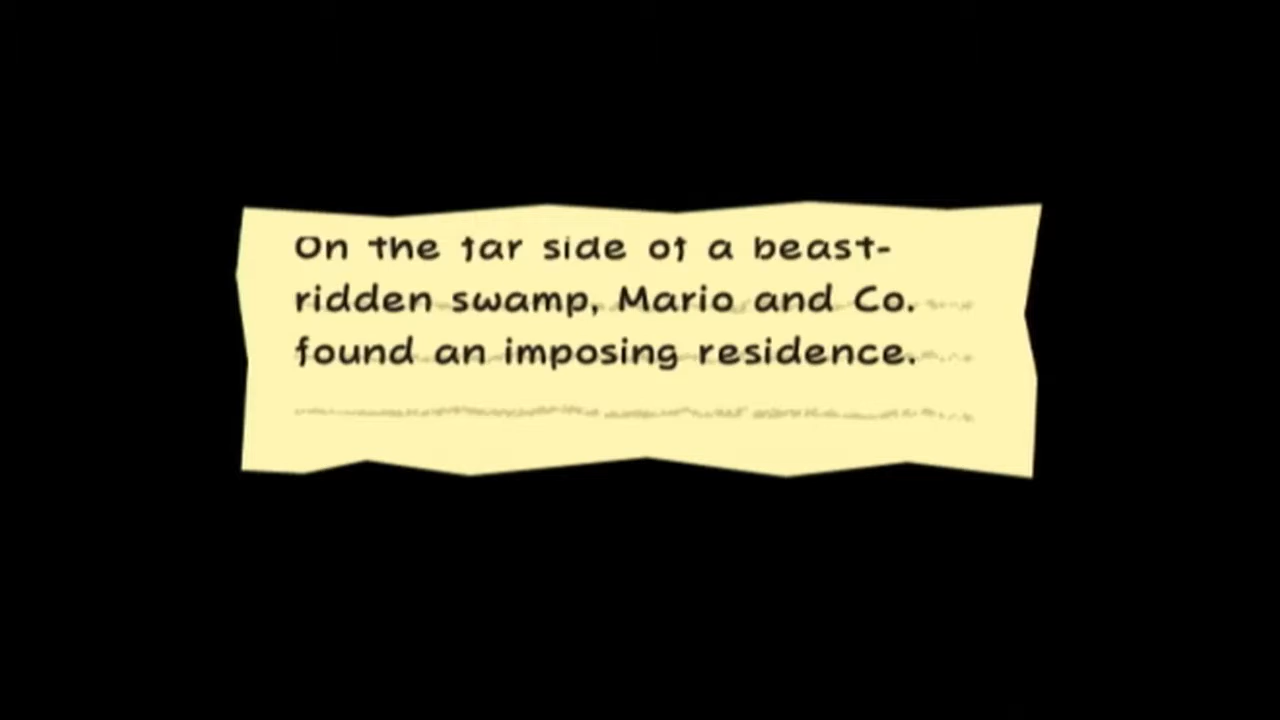 On the far side of a beast-
ridden swamp, Mario and Co.
found an imposing residence.